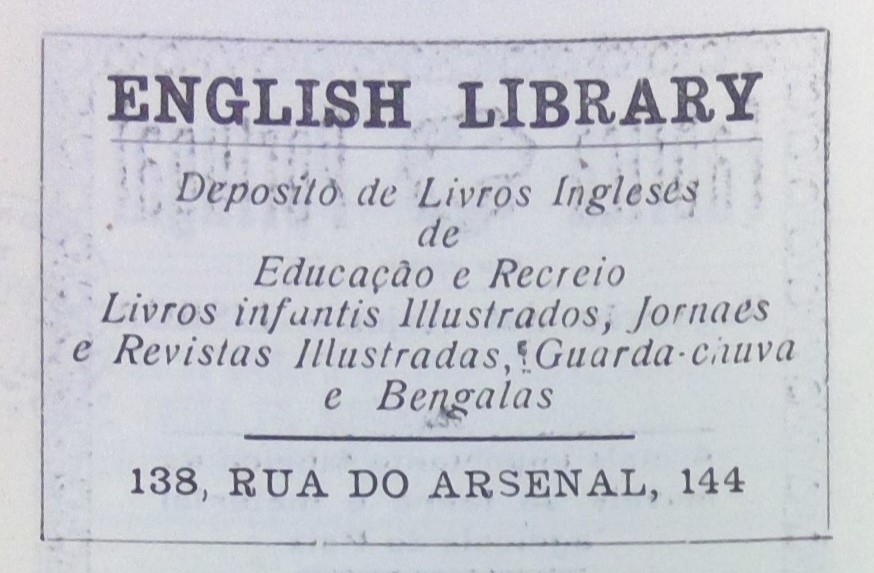 ENGLISH LIBRARY
Deposito de Livros Ingleses
de
Educação e Recreio
Livros infantis Illustrados, Jornaes
e Revistas Illustradas, Guarda-chuva
e Bengalas
138, RUA DO ARSENAL, 144